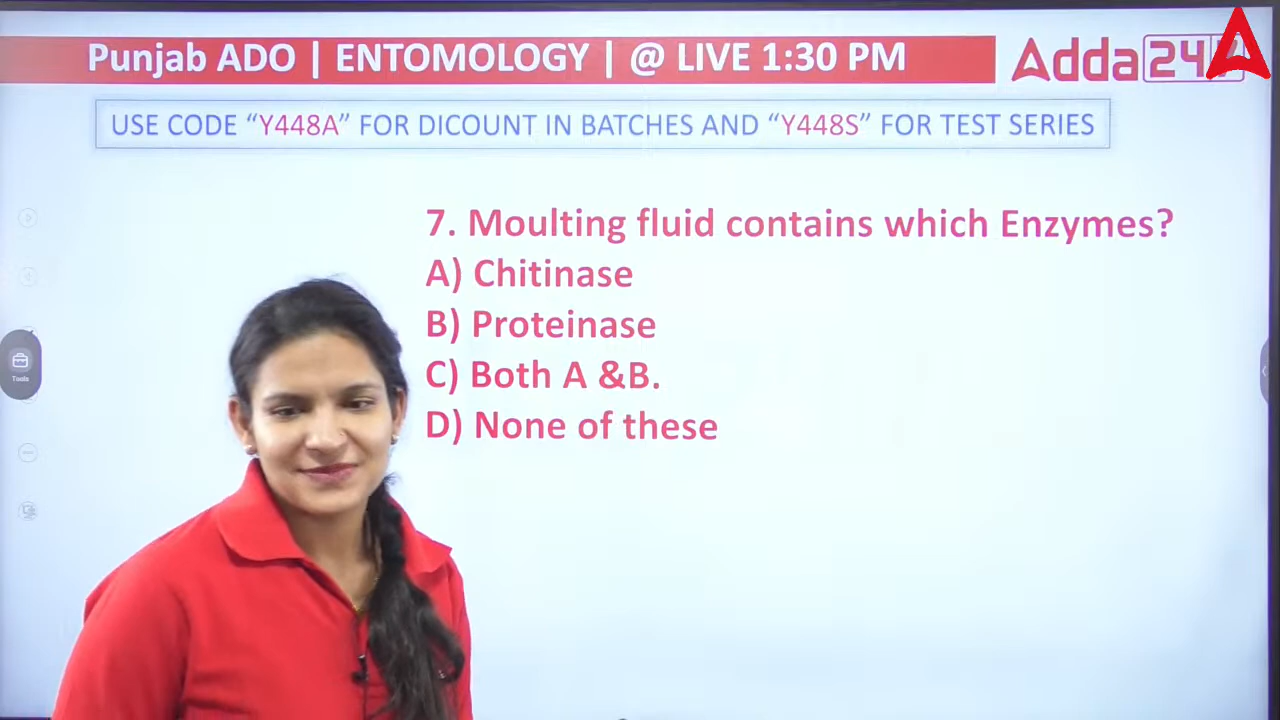 Punjab ADO | ENTOMOLOGY | @ LIVE 1:30 PM
Adda247
USE CODE “Y448A” FOR DICOUNT IN BATCHES AND “Y448S” FOR TEST SERIES
7. Moulting fluid contains which Enzymes?
A) Chitinase
B) Proteinase
C) Both A &B.
D) None of these
Tools